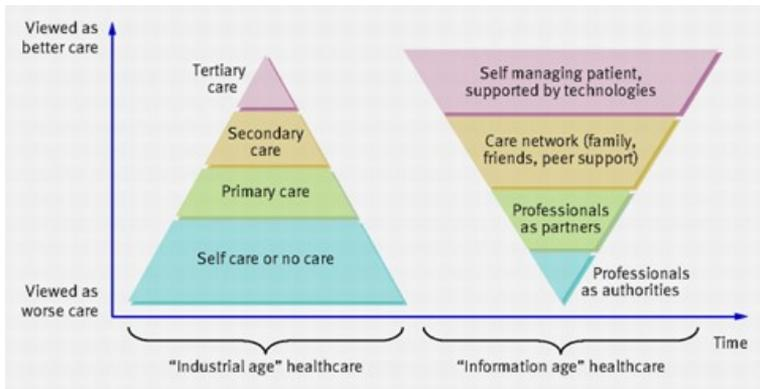 Viewed as
better care
Tertiary
care
Secondary
care
Primary care
Self care or no care
Self managing patient,
supported by technologies
Care network (family,
friends, peer support)
Professionals
as partners
Professionals
as authorities
Viewed as
worse care
Time
“Industrial age” healthcare
“Information age” healthcare